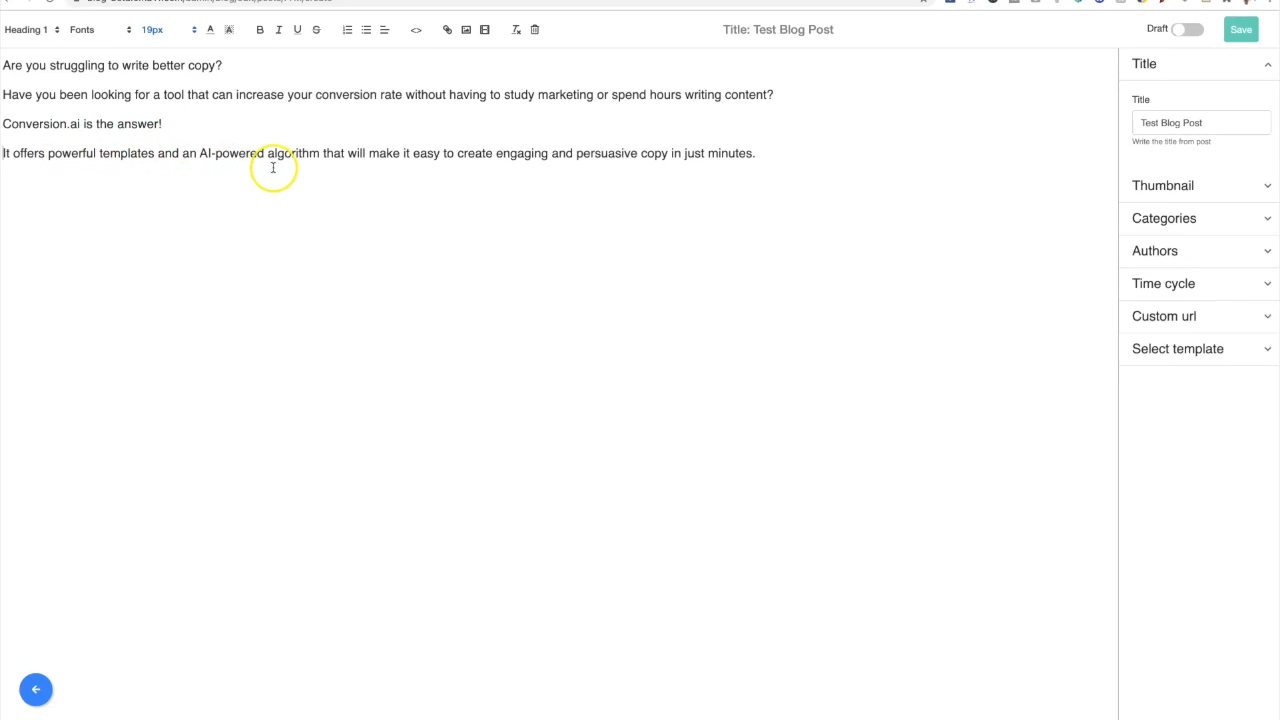 Heading 1 Fonts 19px Title: Test Blog Post Draft Save
Are you struggling to write better copy?
Have you been looking for a tool that can increase your conversion rate without having to study marketing or spend hours writing content?
Conversion.ai is the answer!
It offers powerful templates and an AI-powered algorithm that will make it easy to create engaging and persuasive copy in just minutes.
Title
Title
Test Blog Post
Write the title from post
Thumbnail
Categories
Authors
Time cycle
Custom url
Select template